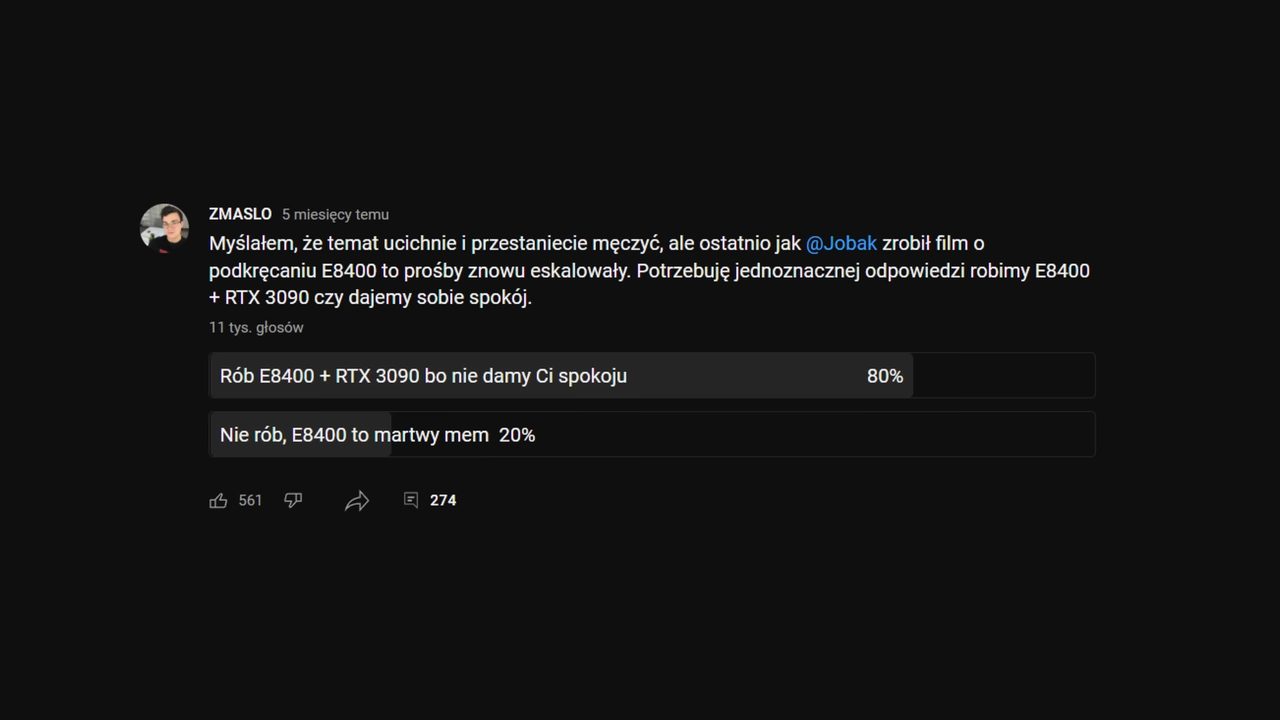 ZMASLO 5 miesięcy temu
Myślałem, że temat ucichnie i przestaniecie męczyć, ale ostatnio jak @Jobak zrobił film o
podkręcaniu E8400 to prośby znowu eskalowały. Potrzebuję jednoznacznej odpowiedzi robimy E8400
+ RTX 3090 czy dajemy sobie spokój.
11 tys. głosów
Rób E8400 + RTX 3090 bo nie damy Ci spokoju 80%
Nie rób, E8400 to martwy mem 20%
561 274